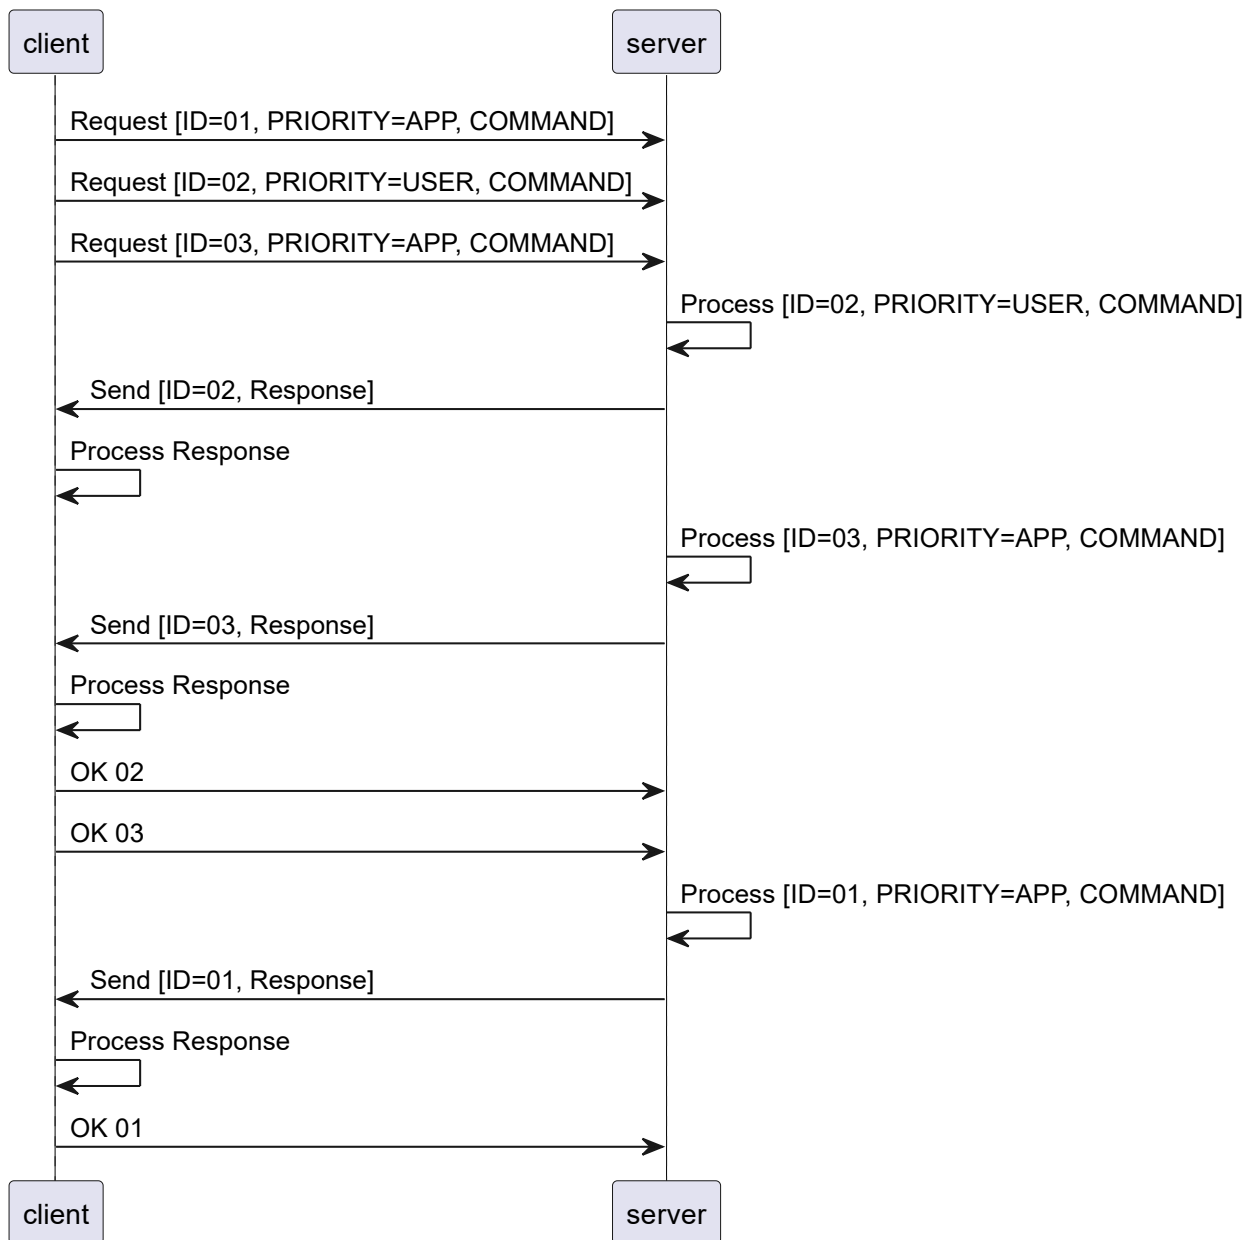 client
server
Request [ID=01, PRIORITY=APP, COMMAND]
Request [ID=02, PRIORITY=USER, COMMAND]
Request [ID=03, PRIORITY=APP, COMMAND]
Process [ID=02, PRIORITY=USER, COMMAND]
Send [ID=02, Response]
Process Response
Process [ID=03, PRIORITY=APP, COMMAND]
Send [ID=03, Response]
Process Response
OK 02
OK 03
Process [ID=01, PRIORITY=APP, COMMAND]
Send [ID=01, Response]
Process Response
OK 01
client
server